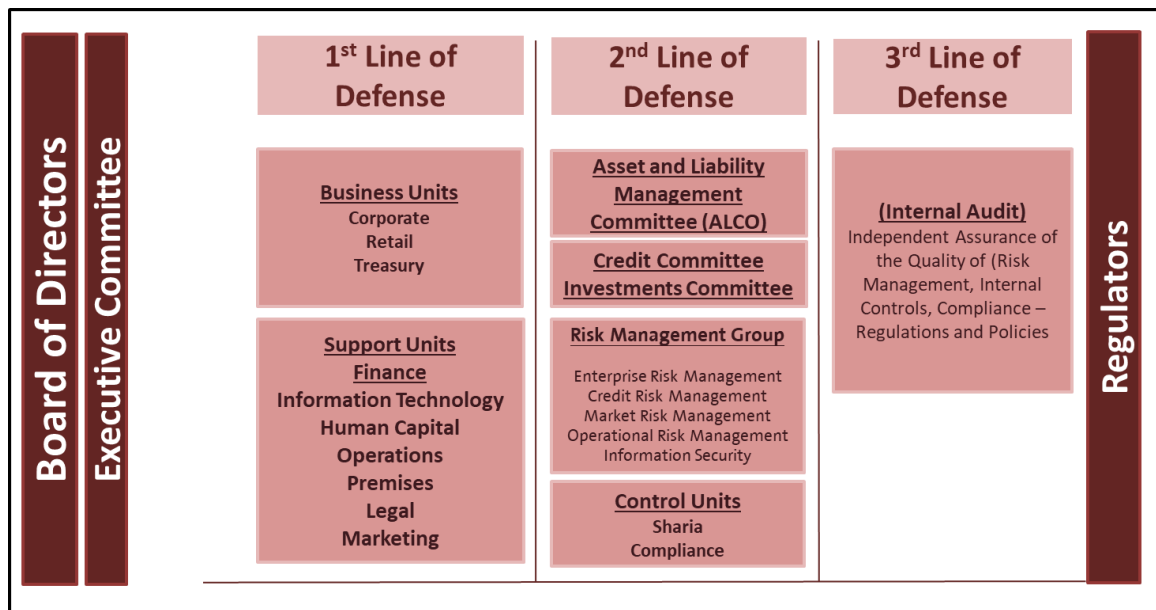 Board of Directors
Executive Committee
1st Line of
Defense
Business Units
Corporate
Retail
Treasury
Support Units
Finance
Information Technology
Human Capital
Operations
Premises
Legal
Marketing
2nd Line of
Defense
Asset and Liability
Management
Committee (ALCO)
Credit Committee
Investments Committee
Risk Management Group
Enterprise Risk Management
Credit Risk Management
Market Risk Management
Operational Risk Management
Information Security
Control Units
Sharia
Compliance
3rd Line of
Defense
(Internal Audit)
Independent Assurance of
the Quality of (Risk
Management, Internal
Controls, Compliance –
Regulations and Policies
Regulators